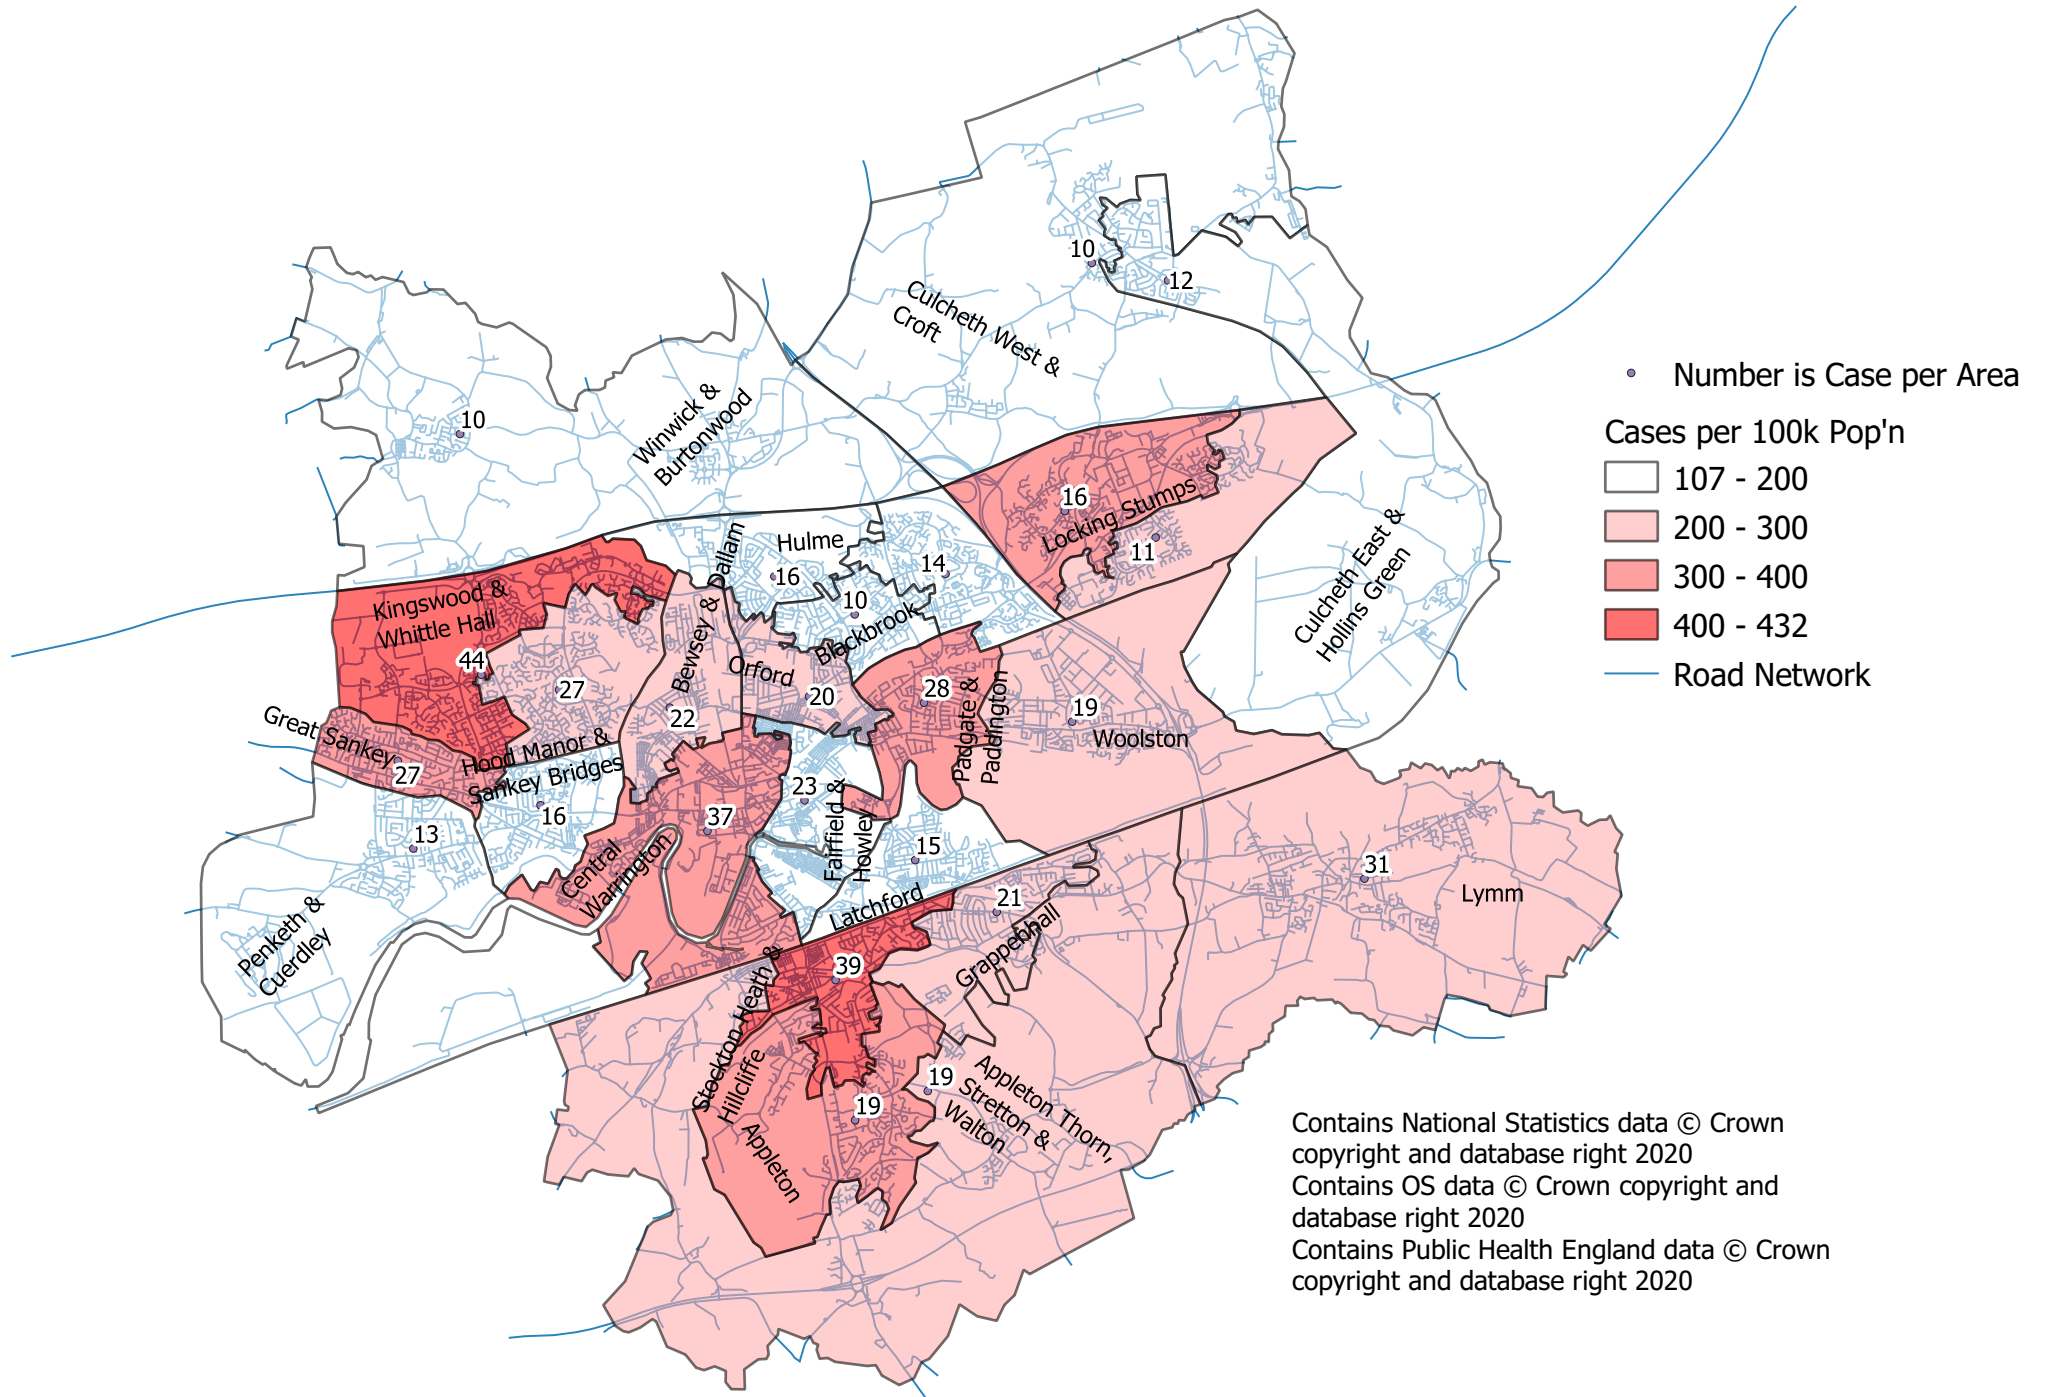 10
12
Culcheth West &
Croft
Number is Case per Area
Cases per 100k Pop'n
107 - 200
200 - 300
300 - 400
400 - 432
Road Network
10
Winwick &
Burtonwood
16
Locking Stumps
11
Culcheth East &
Hollins Green
Hulme
16
14
10
Blackbrook
Bewsey & Dallam
22
Orford
20
Kingswood &
Whittle Hall
44
27
Great Sankey
27
Hood Manor &
Sankey Bridges
16
13
Penketh &
Cuerdley
28
Padgate &
Paddington
19
Woolston
37
Central
Warrington
23
Fairfield &
Howley
15
Latchford
31
Lymm
21
Grappenhall
39
Stockton Heath &
Hillcliffe
19
19
Appleton
Appleton Thorn,
Stretton &
Walton
Contains National Statistics data © Crown
copyright and database right 2020
Contains OS data © Crown copyright and
database right 2020
Contains Public Health England data © Crown
copyright and database right 2020